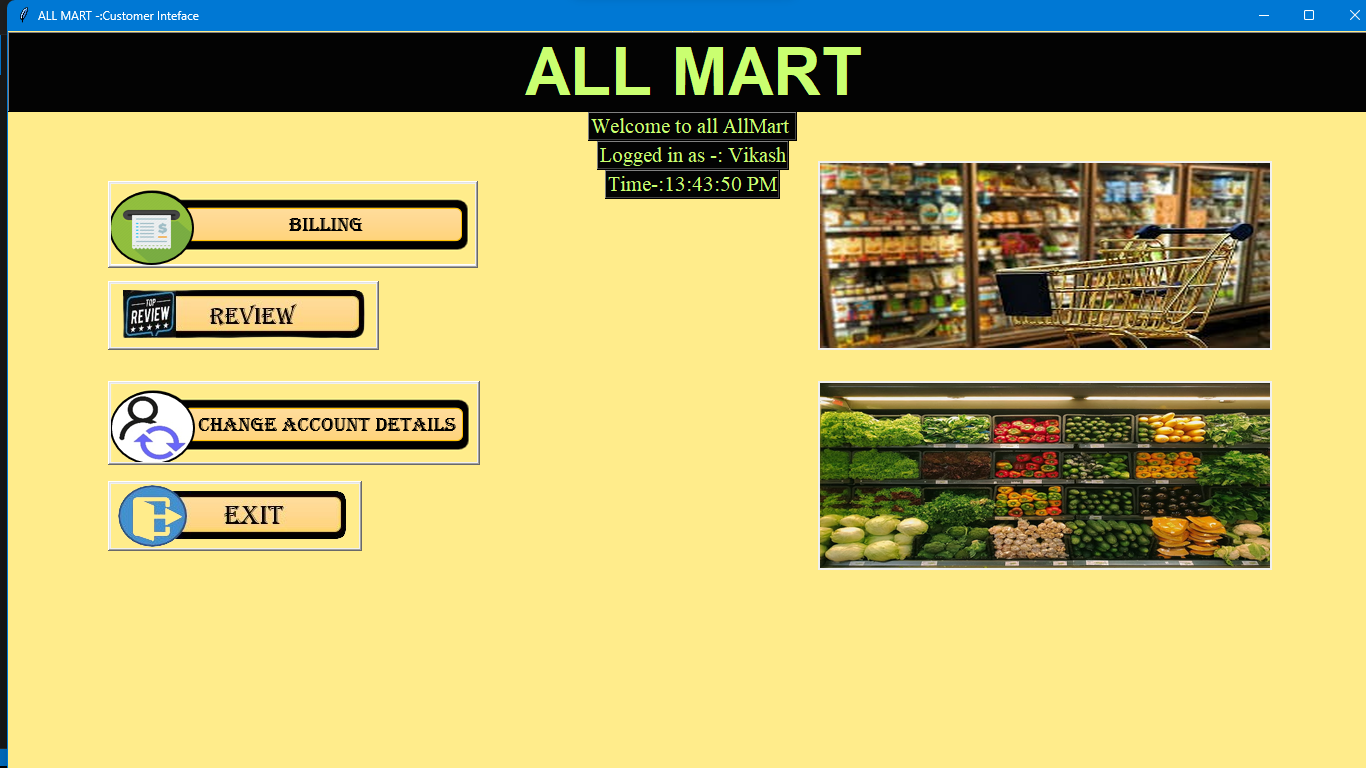 ALL MART -:Customer Inteface
ALL MART
Welcome to all AllMart
Logged in as -: Vikash
Time-:13:43:50 PM
BILLING
TOP
REVIEW
REVIEW
CHANGE ACCOUNT DETAILS
EXIT